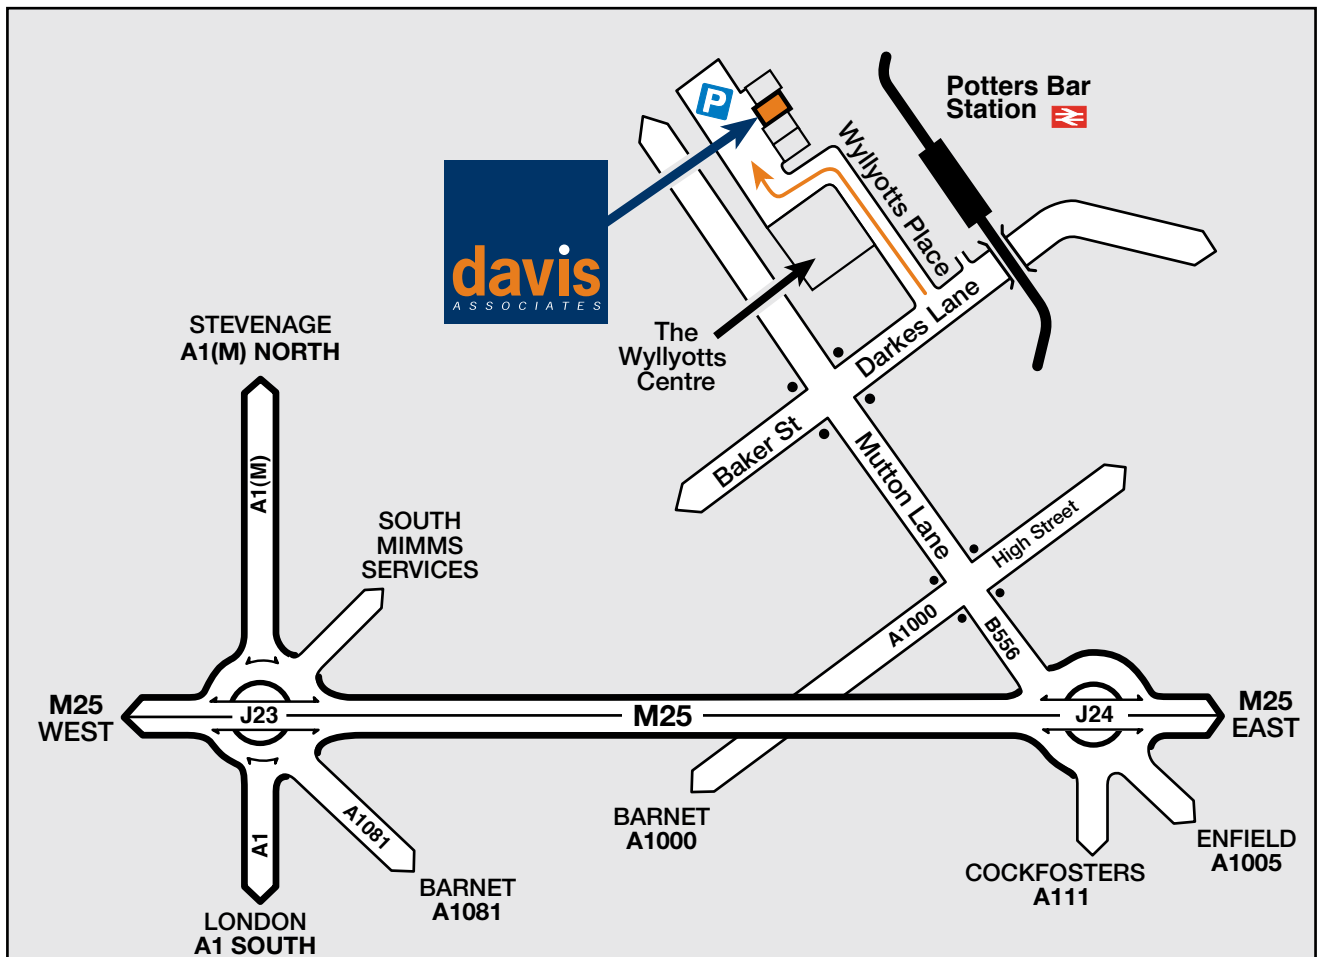 Potters Bar
Station
P
Wyllyotts Place
davis
ASSOCIATES
Darkes Lane
The
Wyllyotts
Centre
STEVENAGE
A1(M) NORTH
Baker St
Mutton Lane
A1(M)
High Street
SOUTH
MIMMS
SERVICES
A1000
B556
M25
WEST
J23
M25
J24
M25
EAST
A1081
A1
BARNET
A1000
ENFIELD
A1005
COCKFOSTERS
A111
BARNET
A1081
LONDON
A1 SOUTH